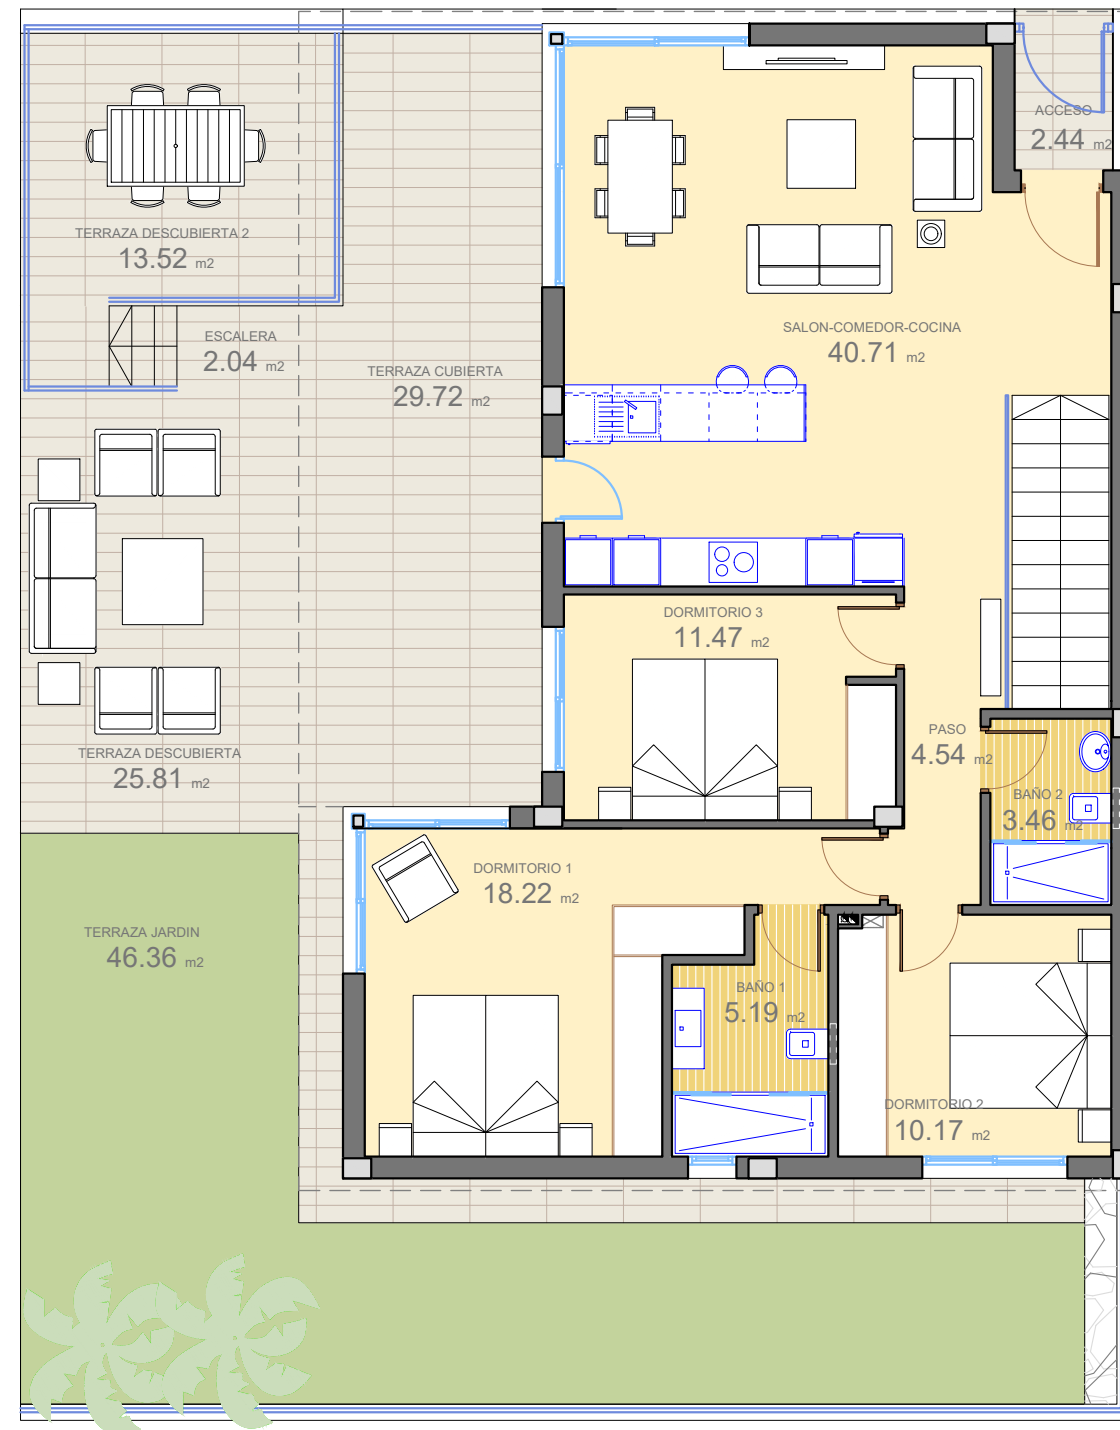 ACCESO
2.44 m2
TERRAZA DESCUBIERTA 2
13.52 m2
ESCALERA
2.04 m2
TERRAZA CUBIERTA
29.72 m2
SALON-COMEDOR-COCINA
40.71 m2
DORMITORIO 3
11.47 m2
PASO
4.54 m2
TERRAZA DESCUBIERTA
25.81 m2
BAÑO 2
3.46 m2
DORMITORIO 1
18.22 m2
TERRAZA JARDIN
46.36 m2
BAÑO 1
5.19 m2
DORMITORIO 2
10.17 m2